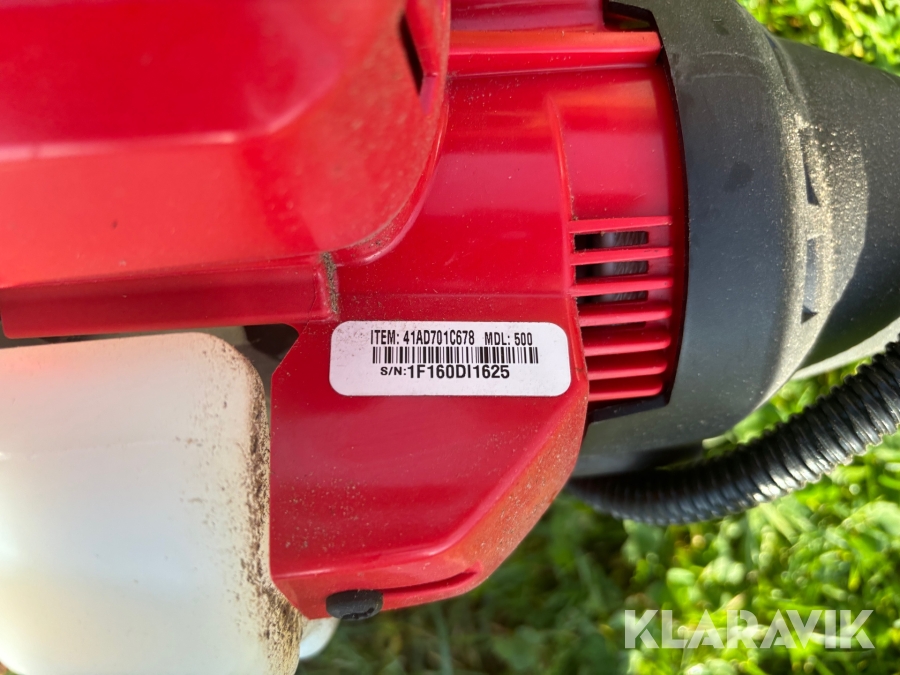 ITEM: 41AD701C678 MDL: 500
S/N:1F160DI1625
KLARAVIK